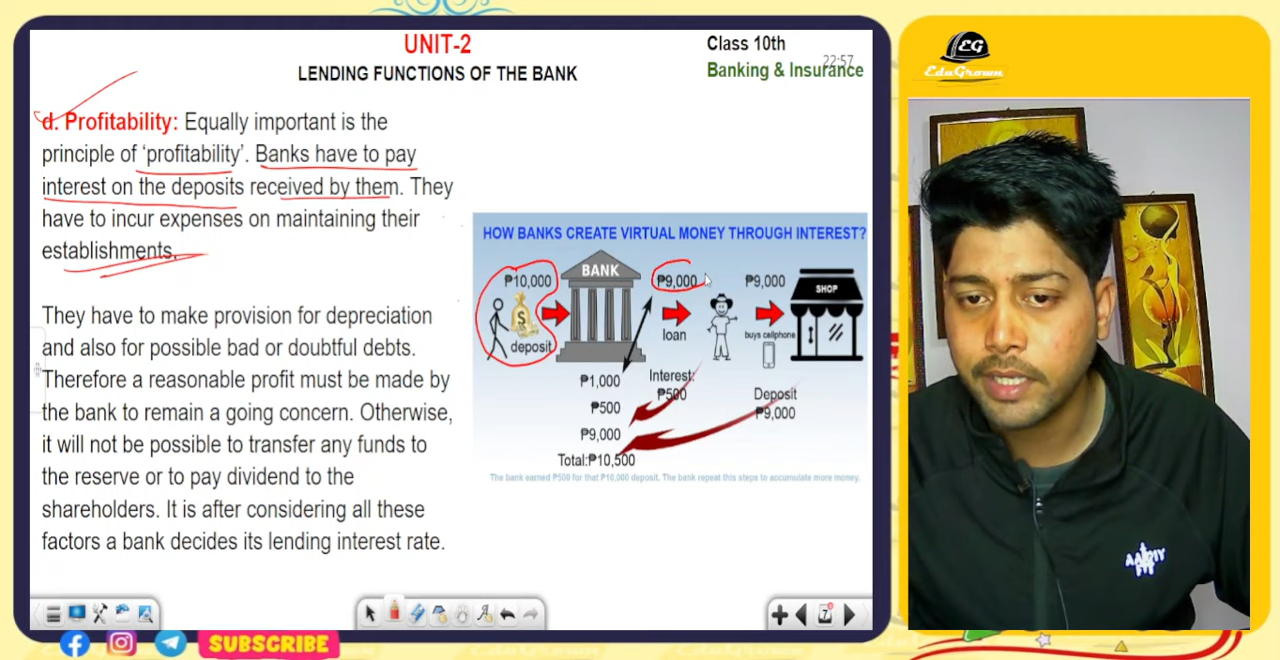 UNIT-2
LENDING FUNCTIONS OF THE BANK
Class 10th
22:57
Banking & Insurance
d. Profitability: Equally important is the
principle of ‘profitability’. Banks have to pay
interest on the deposits received by them. They
have to incur expenses on maintaining their
establishments.
They have to make provision for depreciation
and also for possible bad or doubtful debts.
Therefore a reasonable profit must be made by
the bank to remain a going concern. Otherwise,
it will not be possible to transfer any funds to
the reserve or to pay dividend to the
shareholders. It is after considering all these
factors a bank decides its lending interest rate.
HOW BANKS CREATE VIRTUAL MONEY THROUGH INTEREST?
₱10,000
BANK
₱9,000
₱9,000
SHOP
$
deposit
loan
buys cellphone
₱1,000
Interest:
₱500
₱500
Deposit
₱9,000
₱9,000
Total:₱10,500
The bank earned ₱500 for that ₱10,000 deposit. The bank repeat this steps to accumulate more money.
7
SUBSCRIBE
EG
EduGrown